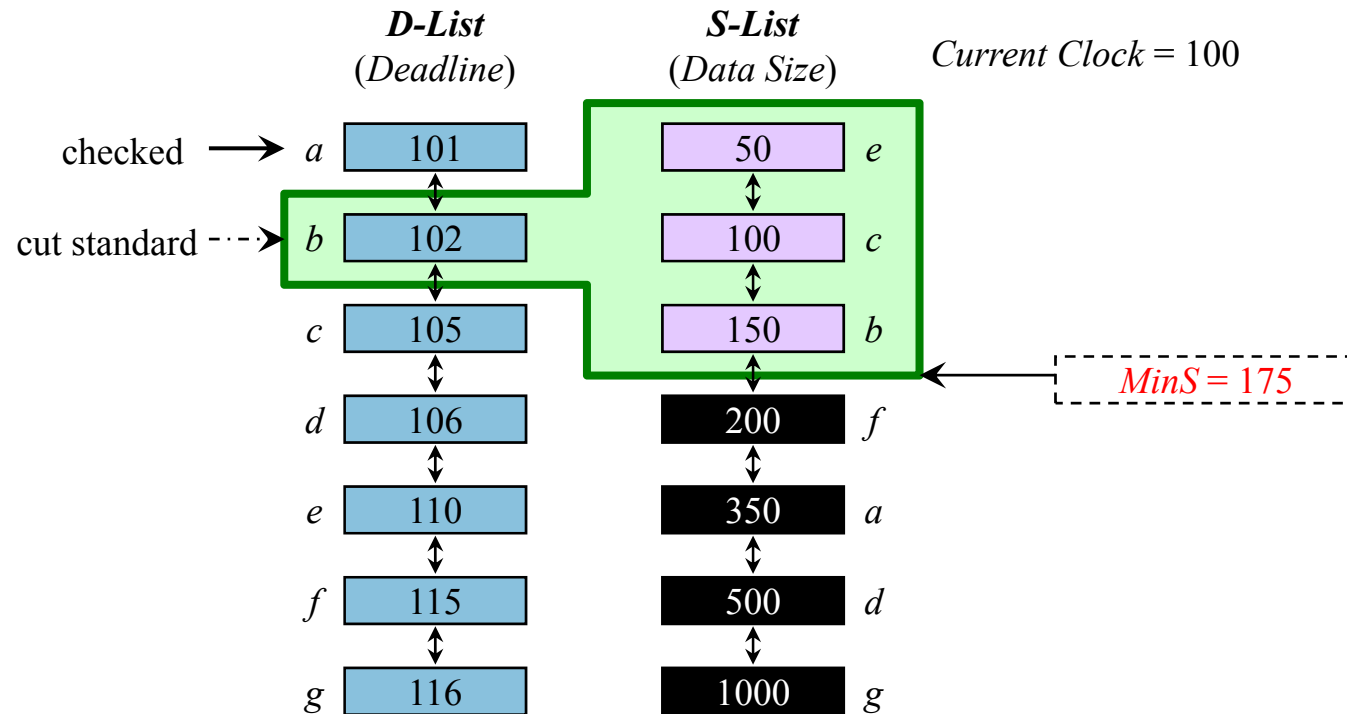 D-List
(Deadline)
S-List
(Data Size)
Current Clock = 100
checked
a
101
50
e
cut standard
b
102
100
c
c
105
150
b
MinS = 175
d
106
200
f
e
110
350
a
f
115
500
d
g
116
1000
g